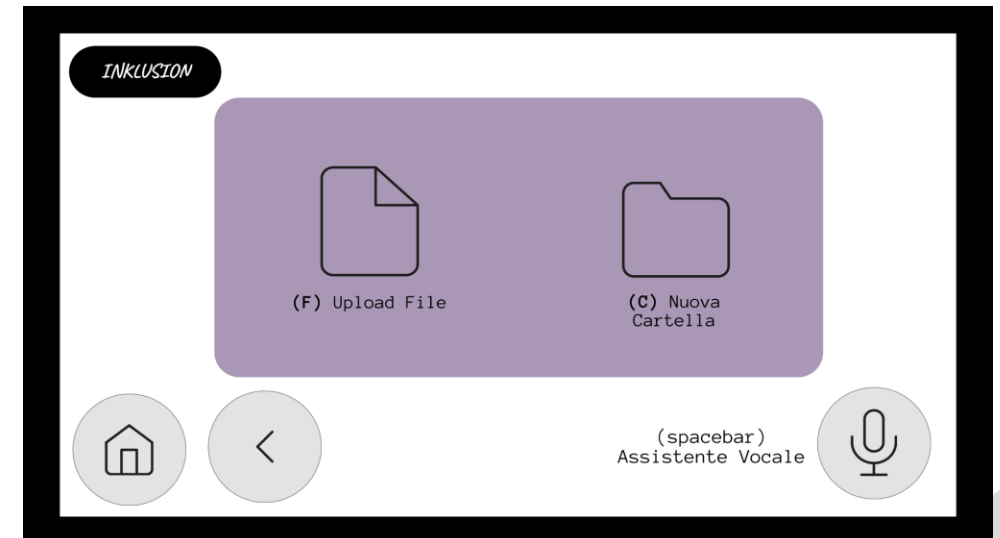 INKLUSION
(F) Upload File
(C) Nuova
Cartella
(spacebar)
Assistente Vocale